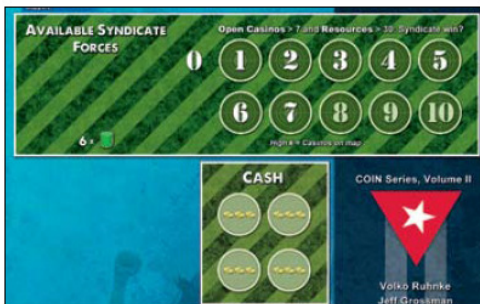 AVAILABLE SYNDICATE
FORCES
Open Casinos > 7 and Resources > 30: Syndicate win?
0 1 2 3 4 5
6 7 8 9 10
6 x
High # = Casinos on map
CASH
COIN Series, Volume II
Volko Ruhnke
Jeff Grossman